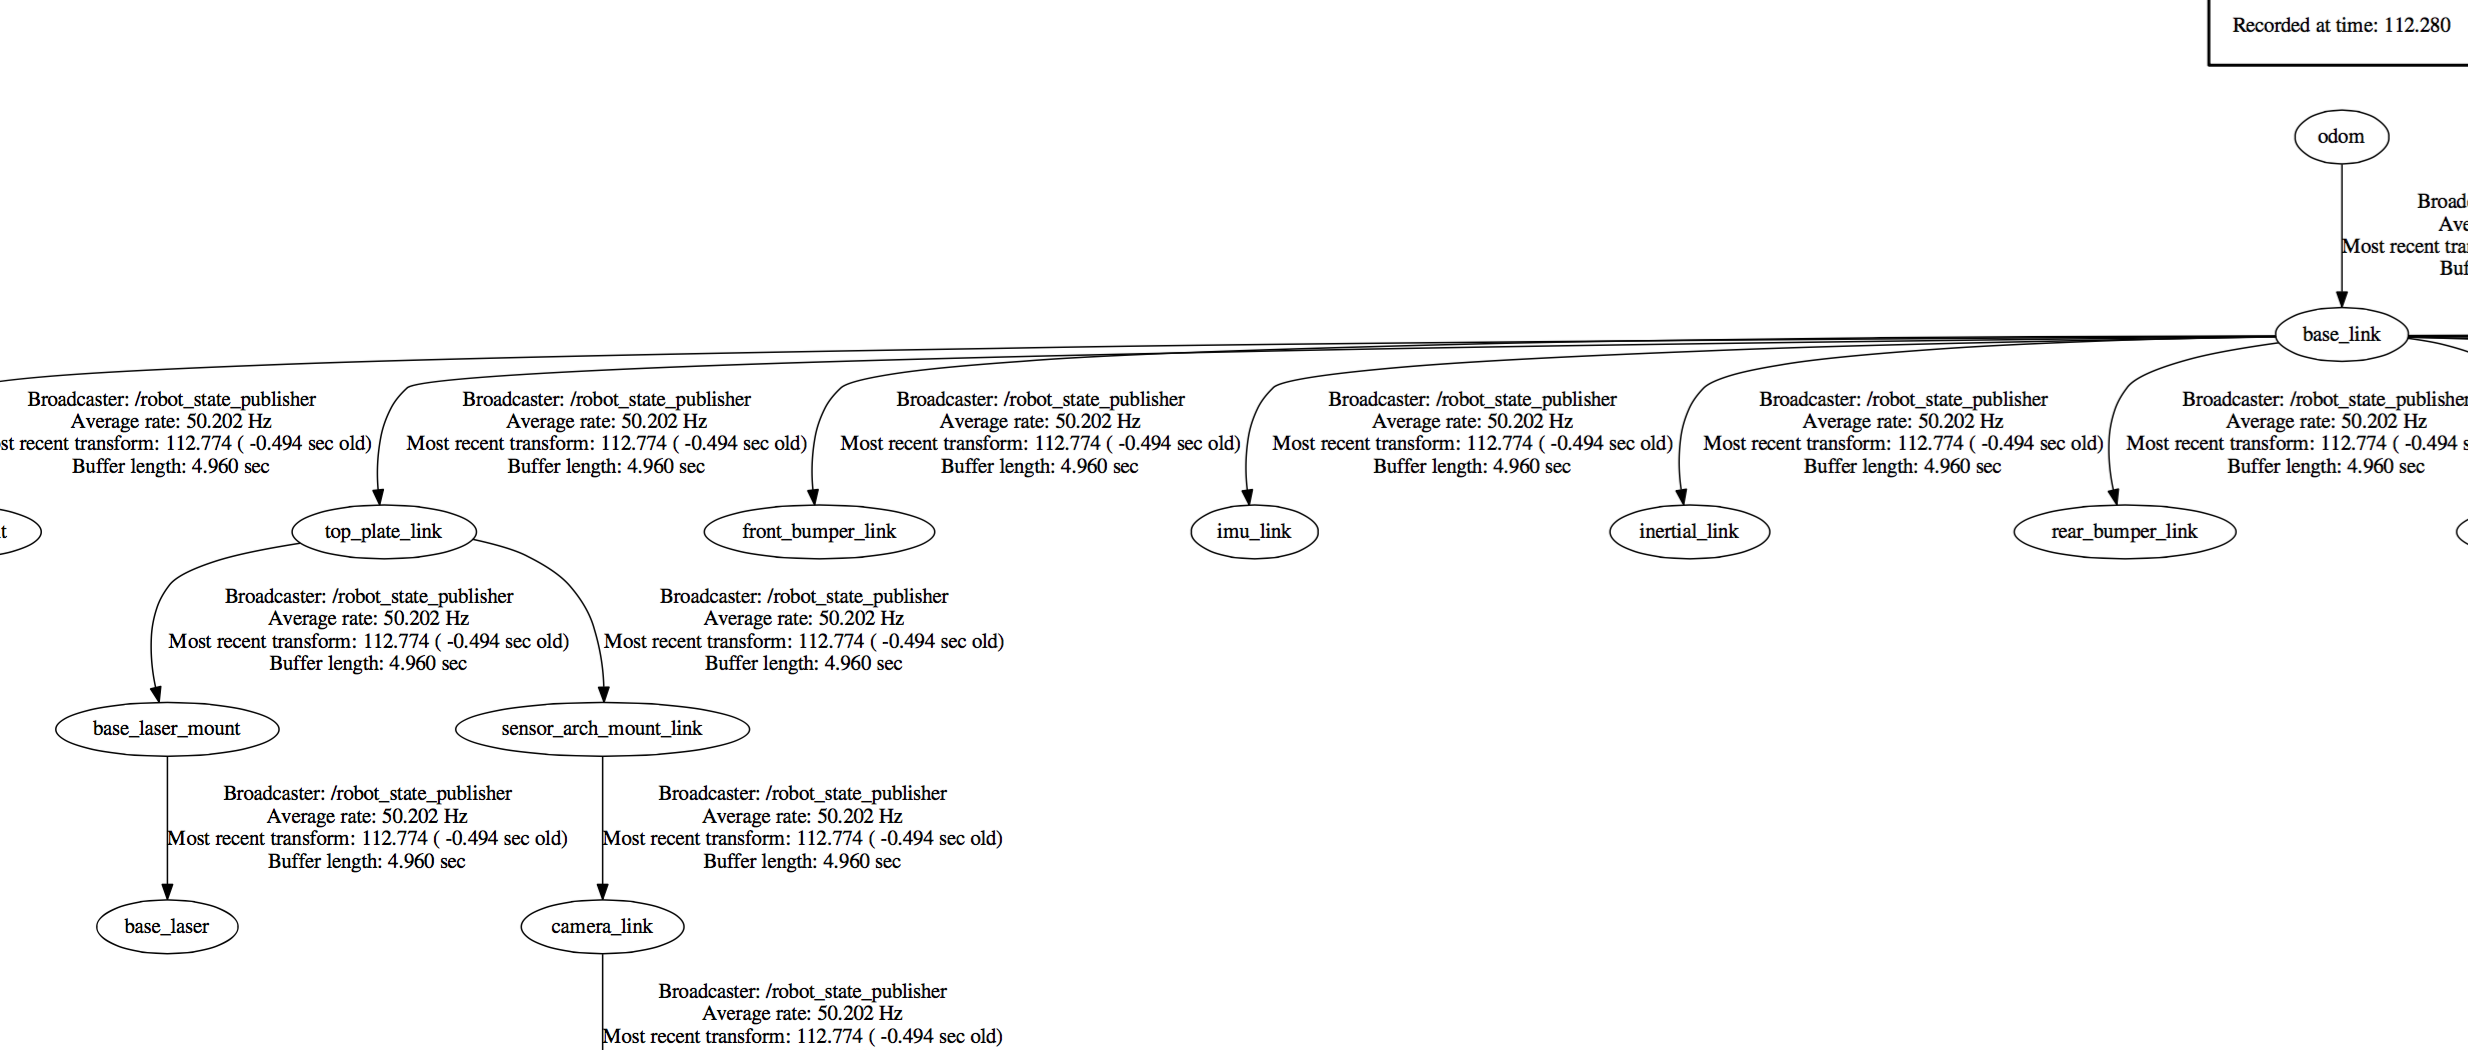 Recorded at time: 112.280
odom
Most recent
base_link
Broadcaster: /robot_state_publisher
Average rate: 50.202 Hz
recent transform: 112.774 ( -0.494 sec old)
Buffer length: 4.960 sec
Broadcaster: /robot_state_publisher
Average rate: 50.202 Hz
Most recent transform: 112.774 ( -0.494 sec old)
Buffer length: 4.960 sec
Broadcaster: /robot_state_publisher
Average rate: 50.202 Hz
Most recent transform: 112.774 ( -0.494 sec old)
Buffer length: 4.960 sec
Broadcaster: /robot_state_publisher
Average rate: 50.202 Hz
Most recent transform: 112.774 ( -0.494 sec old)
Buffer length: 4.960 sec
Broadcaster: /robot_state_publisher
Average rate: 50.202 Hz
Most recent transform: 112.774 ( -0.494 sec old)
Buffer length: 4.960 sec
Broadcaster: /robot_state_publisher
Average rate: 50.202 Hz
Most recent transform: 112.774 ( -0.494
Buffer length: 4.960 sec
top_plate_link
front_bumper_link
imu_link
inertial_link
rear_bumper_link
Broadcaster: /robot_state_publisher
Average rate: 50.202 Hz
Most recent transform: 112.774 ( -0.494 sec old)
Buffer length: 4.960 sec
Broadcaster: /robot_state_publisher
Average rate: 50.202 Hz
Most recent transform: 112.774 ( -0.494 sec old)
Buffer length: 4.960 sec
base_laser_mount
sensor_arch_mount_link
Broadcaster: /robot_state_publisher
Average rate: 50.202 Hz
Most recent transform: 112.774 ( -0.494 sec old)
Buffer length: 4.960 sec
Broadcaster: /robot_state_publisher
Average rate: 50.202 Hz
Most recent transform: 112.774 ( -0.494 sec old)
Buffer length: 4.960 sec
base_laser
camera_link
Broadcaster: /robot_state_publisher
Average rate: 50.202 Hz
Most recent transform: 112.774 ( -0.494 sec old)